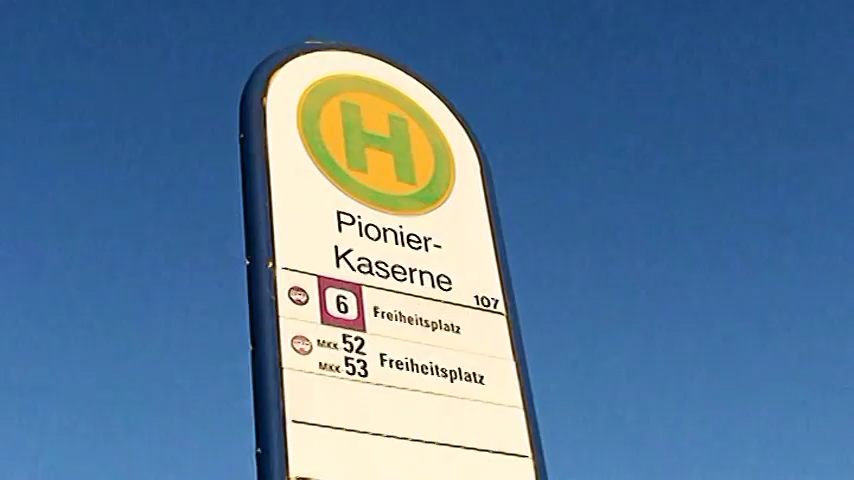 H
Pionier-
Kaserne
107
6 Freiheitsplatz
MKK 52
Freiheitsplatz
MKK 53